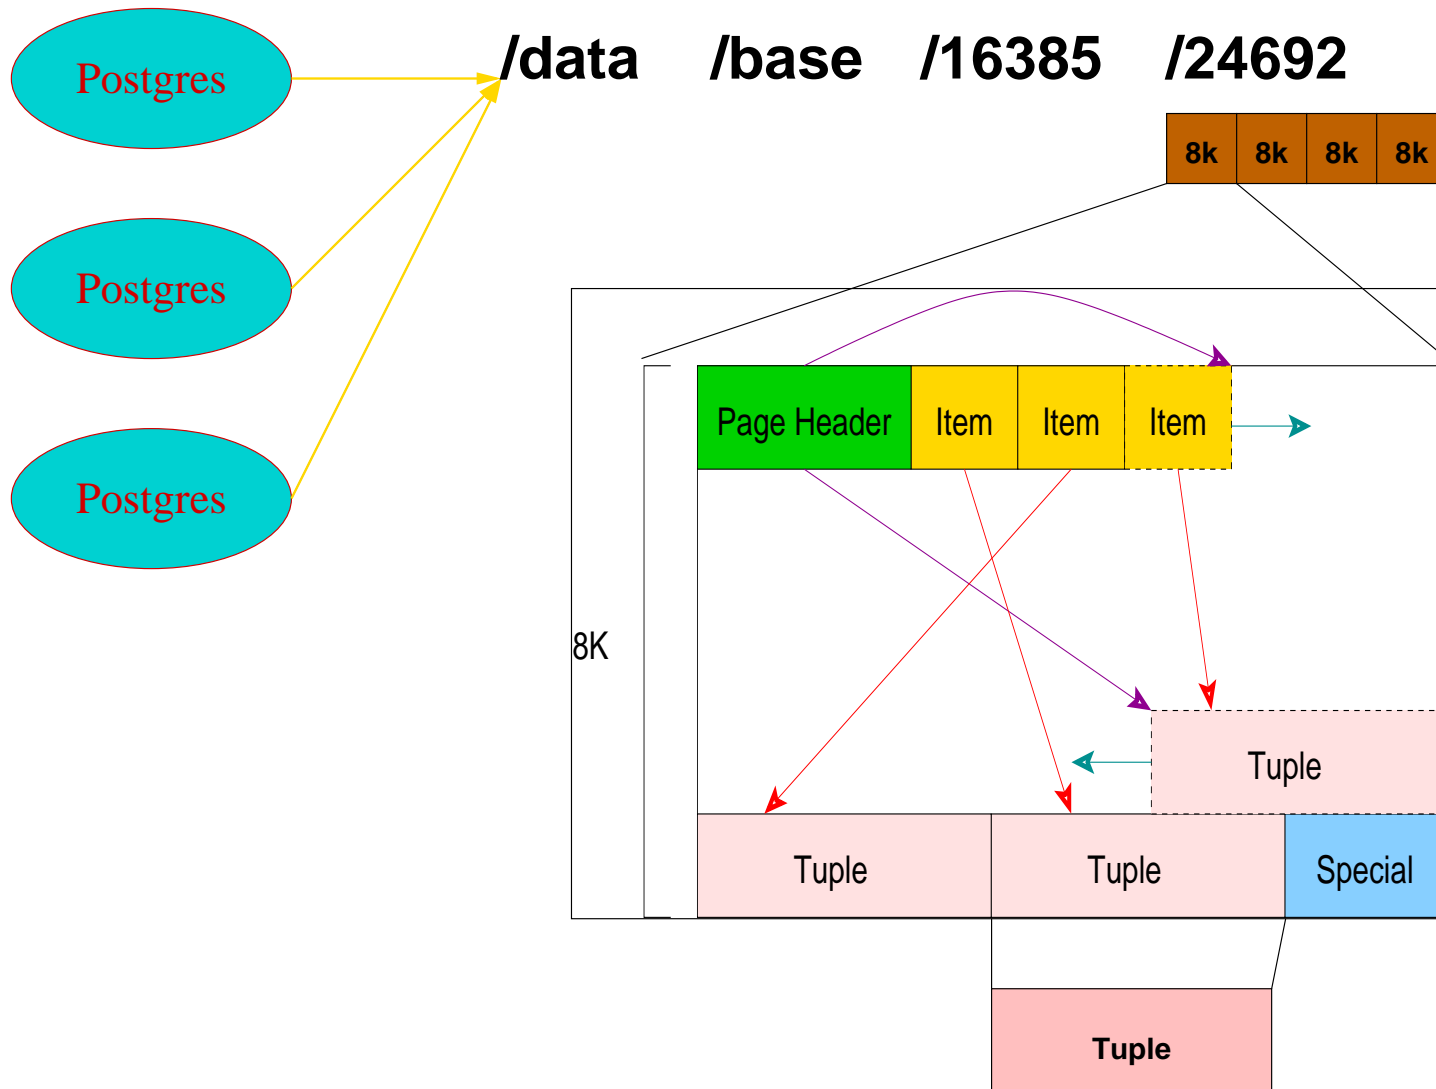 Postgres
/data /base /16385 /24692
8k 8k 8k 8k
Postgres
Page Header Item Item Item
Postgres
8K
Tuple
Tuple Tuple Special
Tuple